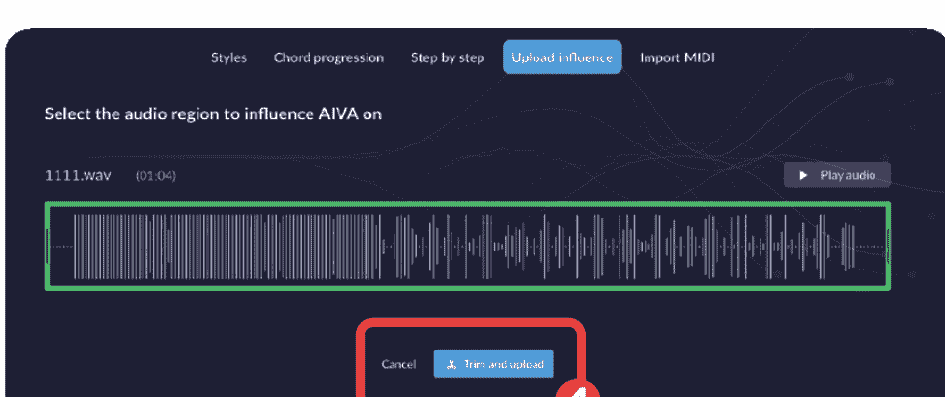 Styles Chord progression Step by step Upload influence Import MIDI
Select the audio region to influence AIVA on
1111.wav (01:04) Play audio
Cancel Trim and upload